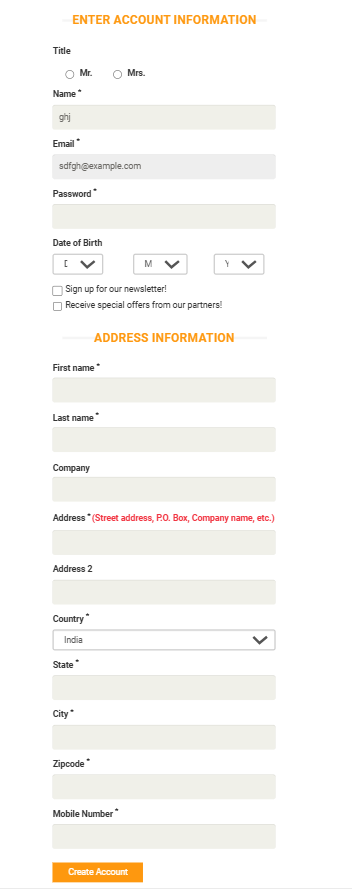 ENTER ACCOUNT INFORMATION
Title
Mr. Mrs.
Name *
ghj
Email *
sdfgh@example.com
Password *
Date of Birth
M
Sign up for our newsletter!
Receive special offers from our partners!
ADDRESS INFORMATION
First name *
Last name *
Company
Address * (Street address, P.O. Box, Company name, etc.)
Address 2
Country *
India
State *
City *
Zipcode *
Mobile Number *
Create Account